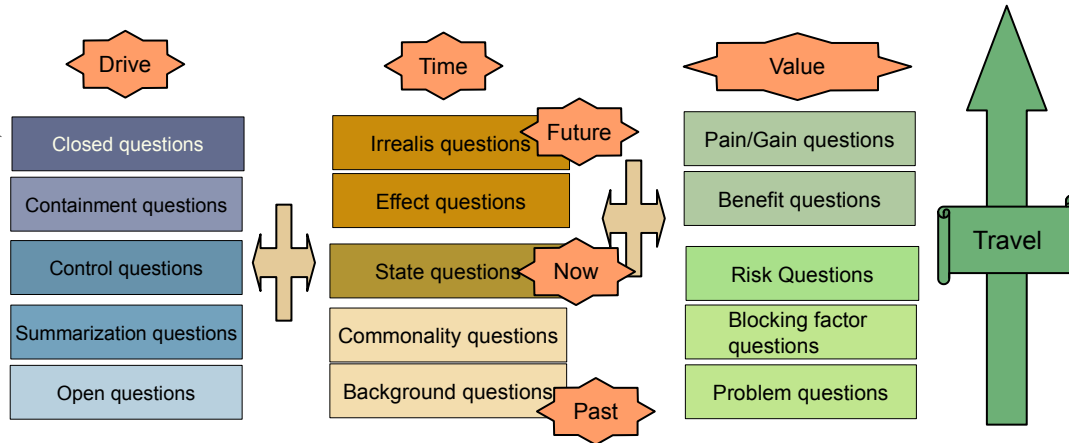 Drive
Time
Value
Closed questions
Containment questions
Control questions
Summarization questions
Open questions
Irrealis questions
Future
Effect questions
State questions
Now
Commonality questions
Background questions
Past
Pain/Gain questions
Benefit questions
Risk Questions
Blocking factor
questions
Problem questions
Travel